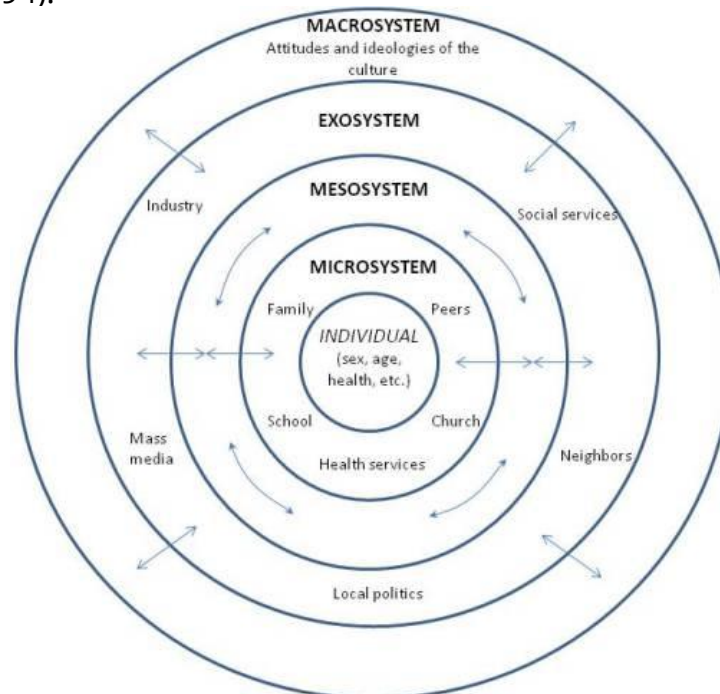 94).
MACROSYSTEM
Attitudes and ideologies of the
culture
EXOSYSTEM
MESOSYSTEM
Industry
Social services
MICROSYSTEM
Family
Peers
INDIVIDUAL
(sex, age,
health, etc.)
School
Church
Mass
media
Health services
Neighbors
Local politics